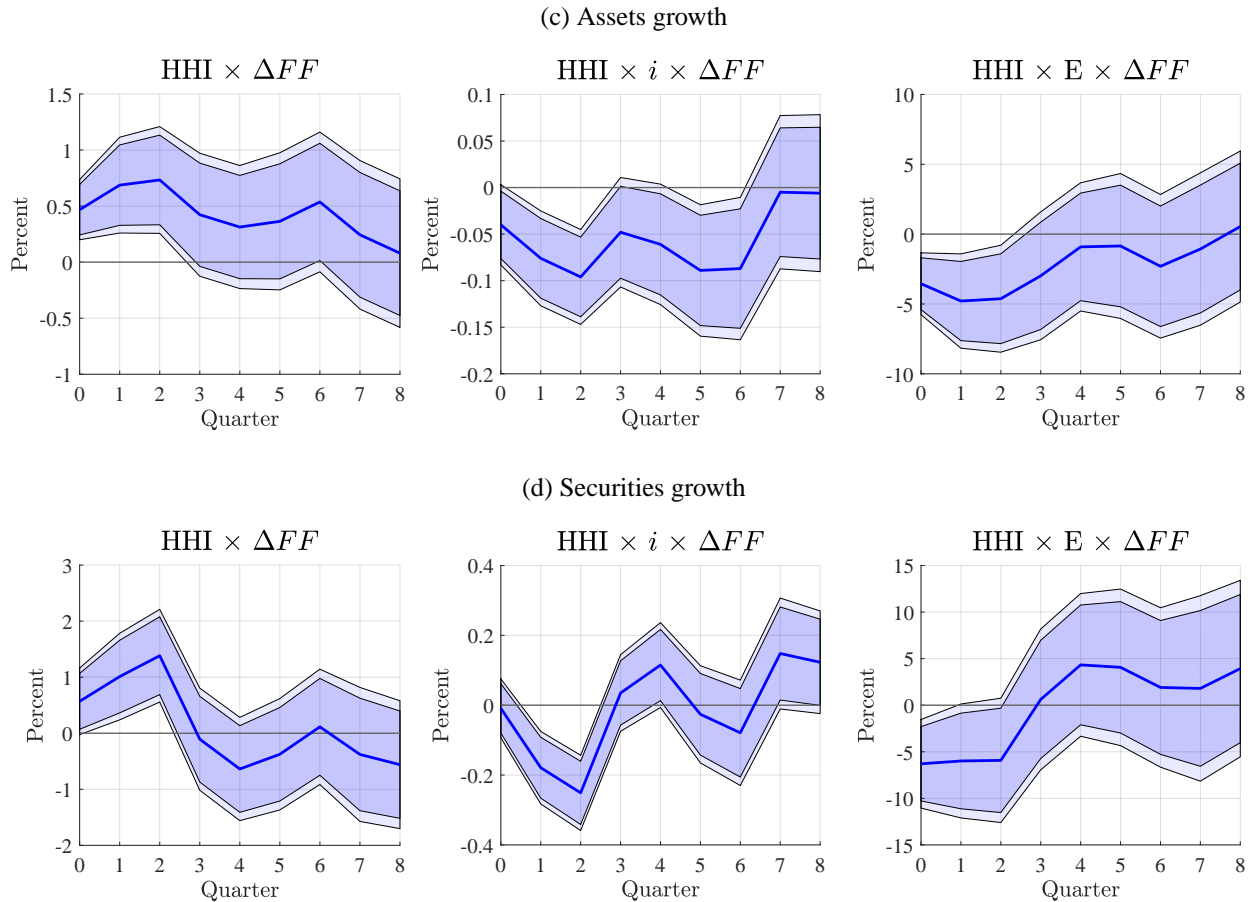 (c) Assets growth
HHI × ΔFF
HHI × i × ΔFF
HHI × E × ΔFF
Percent
1.5
1
0.5
0
-0.5
-1
0 1 2 3 4 5 6 7 8
Quarter
Percent
0.1
0.05
0
-0.05
-0.1
-0.15
-0.2
0 1 2 3 4 5 6 7 8
Quarter
Percent
10
5
0
-5
-10
0 1 2 3 4 5 6 7 8
Quarter
(d) Securities growth
HHI × ΔFF
HHI × i × ΔFF
HHI × E × ΔFF
Percent
3
2
1
0
-1
-2
0 1 2 3 4 5 6 7 8
Quarter
Percent
0.4
0.2
0
-0.2
-0.4
0 1 2 3 4 5 6 7 8
Quarter
Percent
15
10
5
0
-5
-10
-15
0 1 2 3 4 5 6 7 8
Quarter